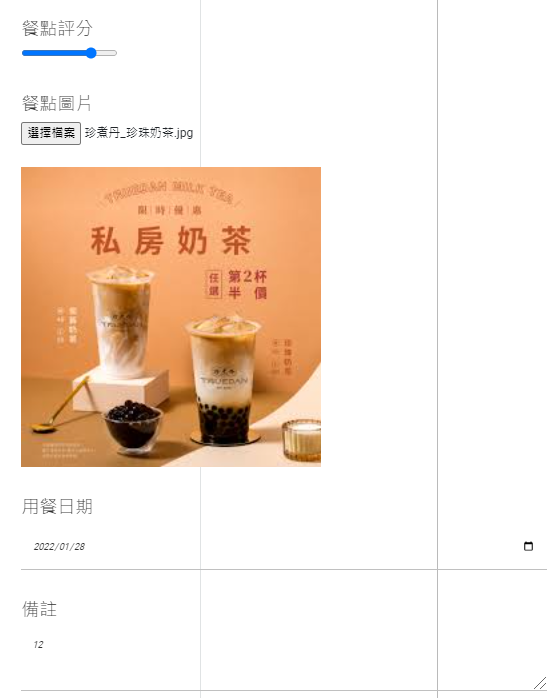 餐點評分
餐點圖片
選擇檔案 珍煮丹_珍珠奶茶.jpg
TRUEDAN MILK TEA
限 時 優 惠
私房奶茶
任選 第2杯半價
TRUEDAN
TRUEDAN
用餐日期
2022/01/28
備註
12